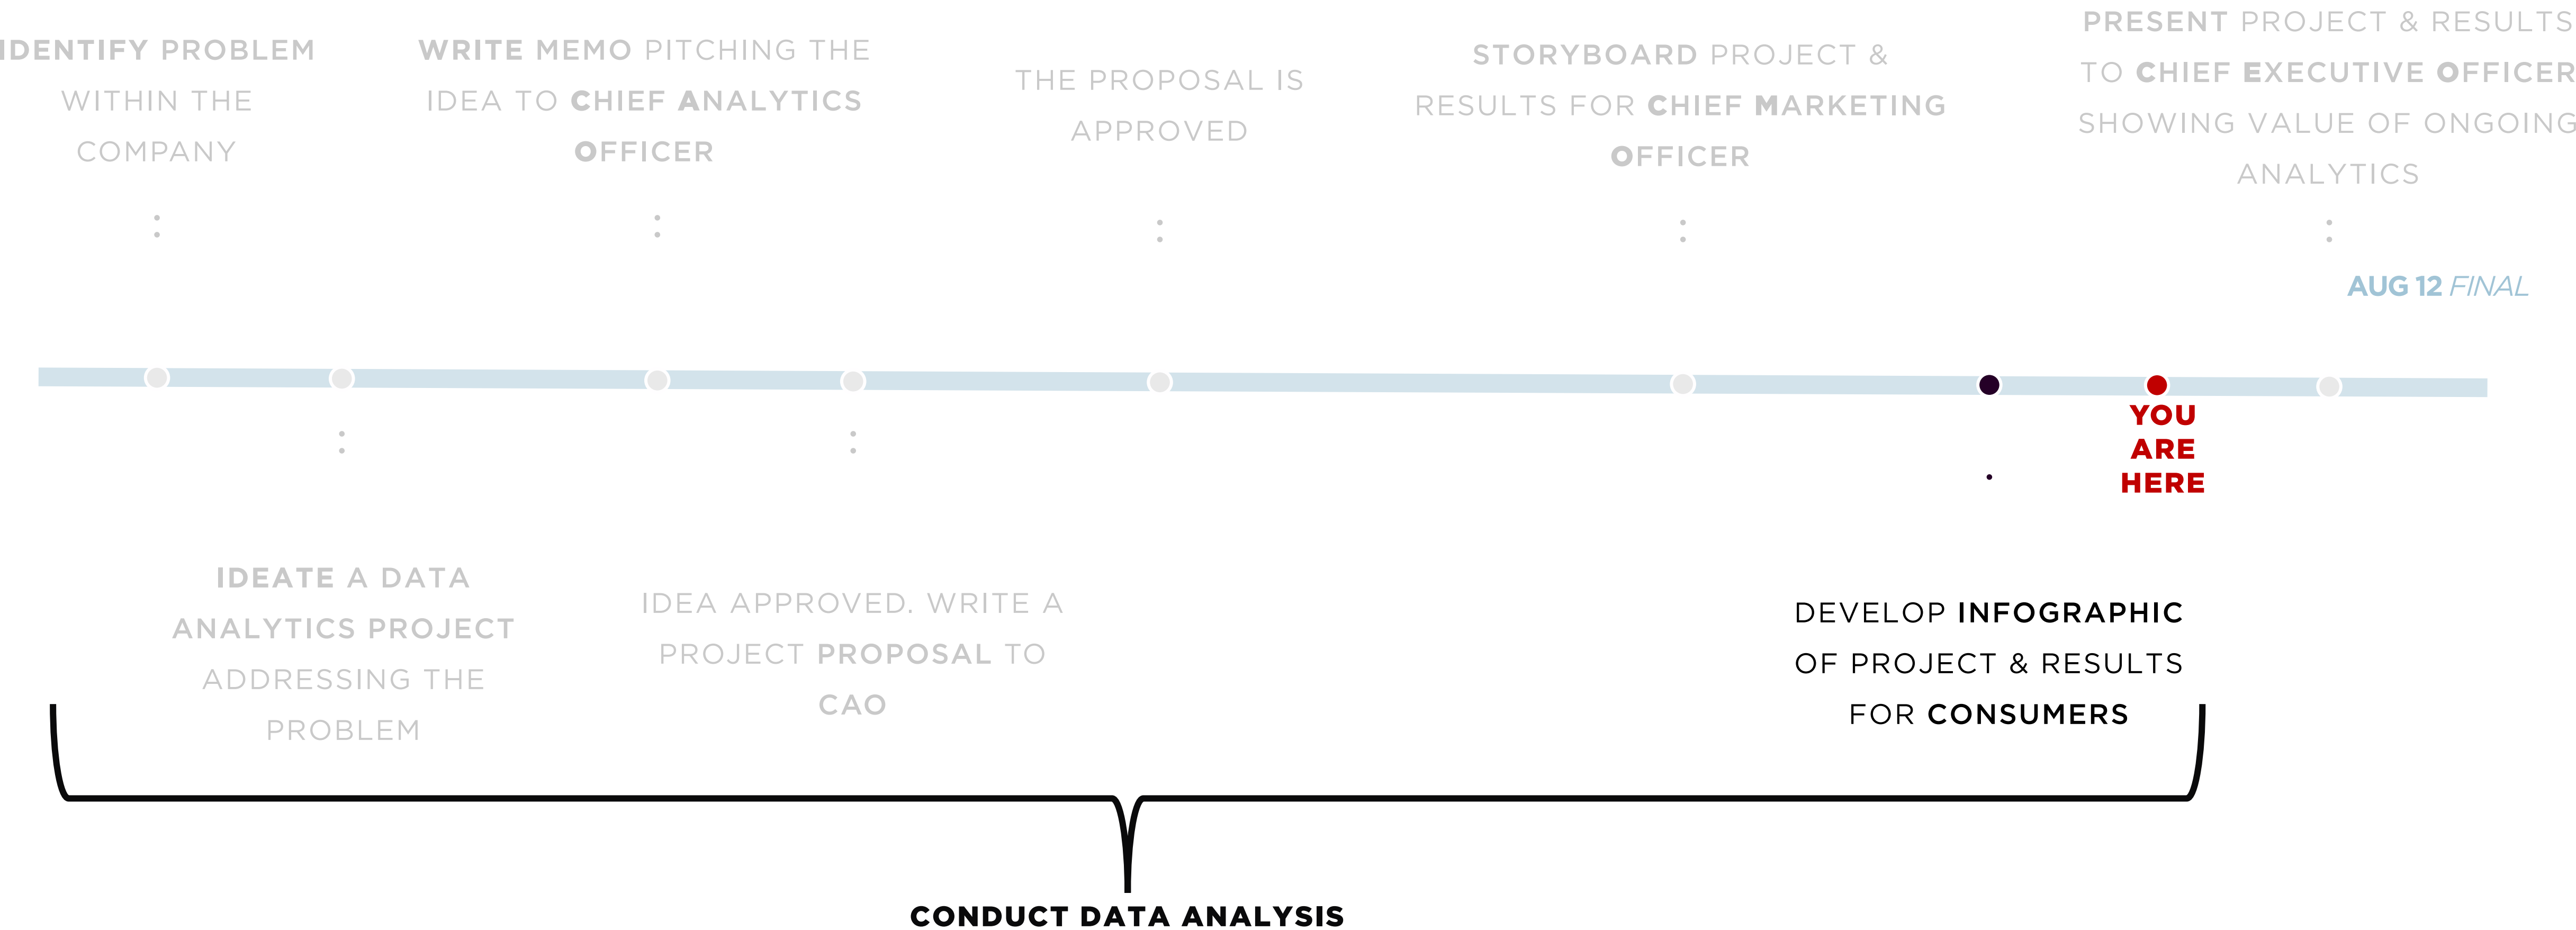 IDENTIFY PROBLEM
WITHIN THE
COMPANY
WRITE MEMO PITCHING THE
IDEA TO CHIEF ANALYTICS
OFFICER
THE PROPOSAL IS
APPROVED
STORYBOARD PROJECT &
RESULTS FOR CHIEF MARKETING
OFFICER
PRESENT PROJECT & RESULTS
TO CHIEF EXECUTIVE OFFICER
SHOWING VALUE OF ONGOING
ANALYTICS
AUG 12 FINAL
YOU
ARE
HERE
IDEATE A DATA
ANALYTICS PROJECT
ADDRESSING THE
PROBLEM
IDEA APPROVED. WRITE A
PROJECT PROPOSAL TO
CAO
DEVELOP INFOGRAPHIC
OF PROJECT & RESULTS
FOR CONSUMERS
CONDUCT DATA ANALYSIS